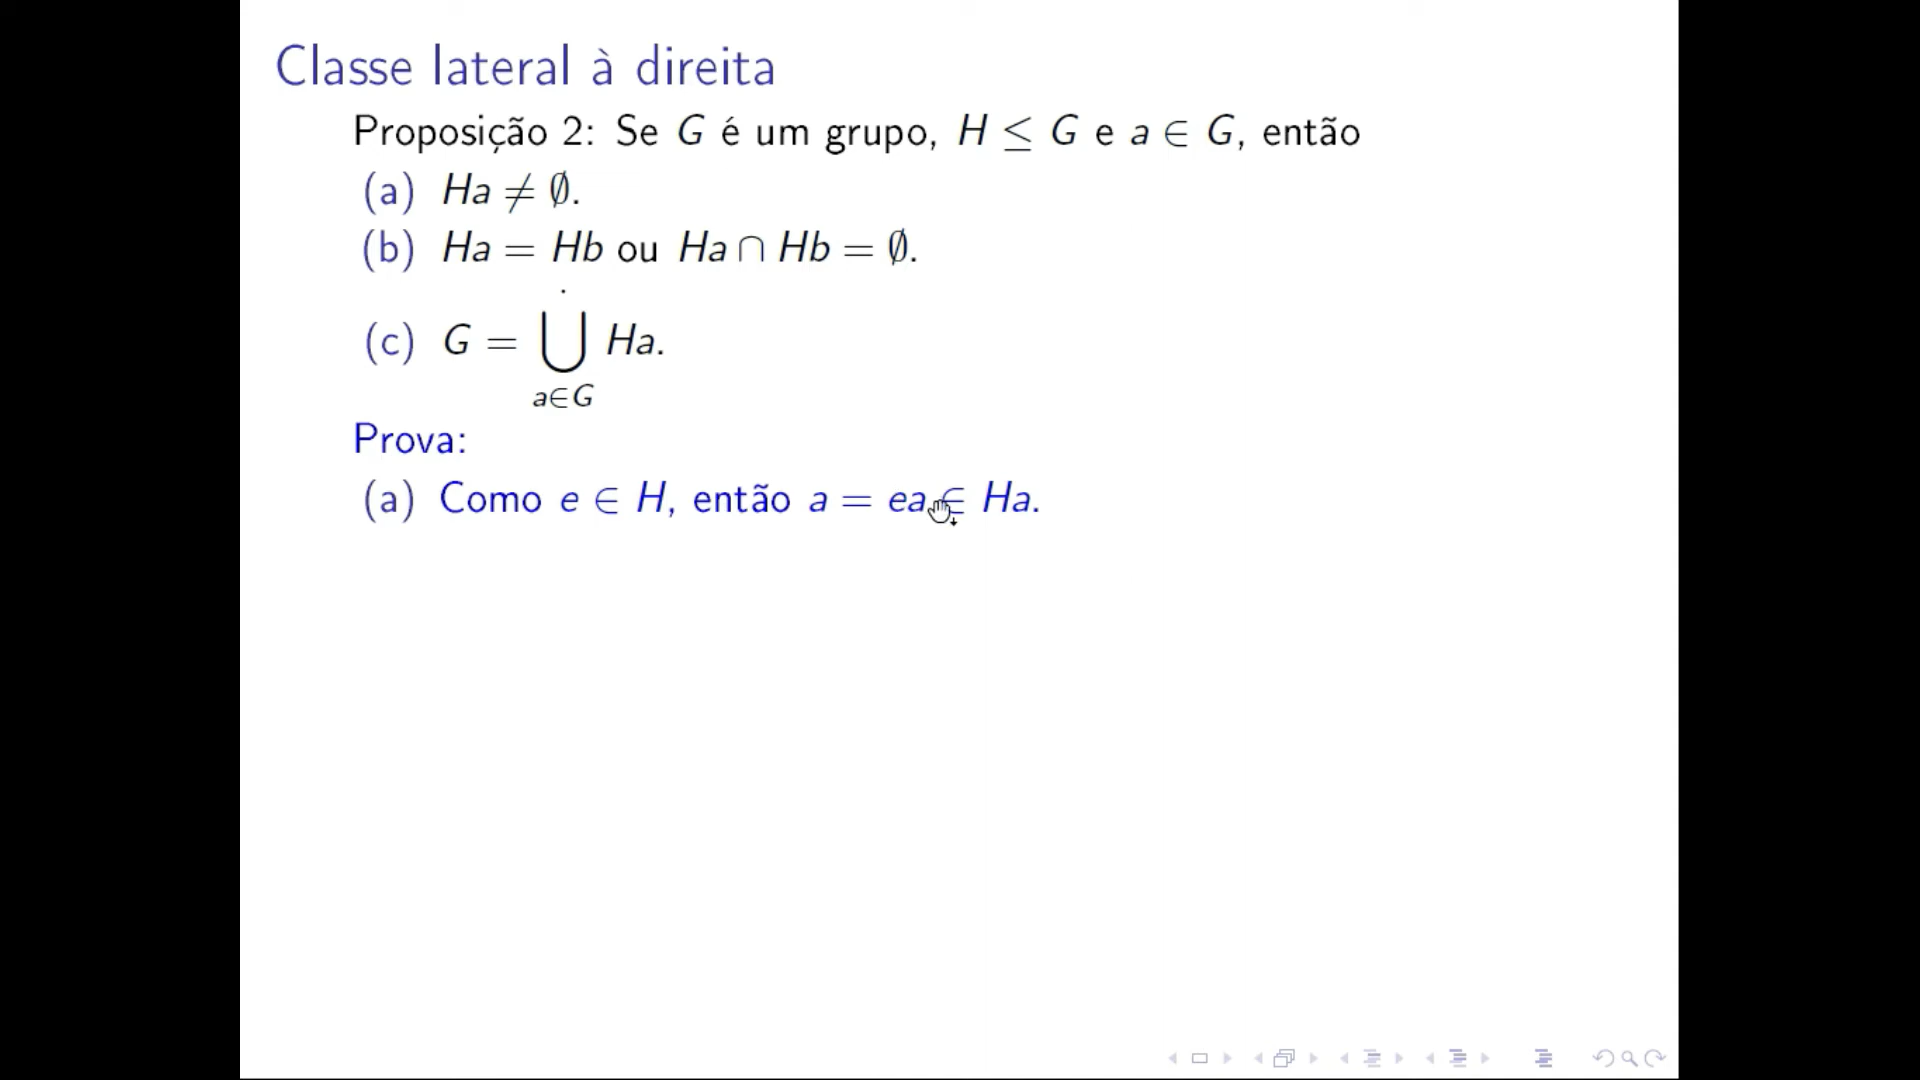 Classe lateral à direita
Proposição 2: Se G é um grupo, H ≤ G e a ∈ G, então
(a) Ha ≠ ∅.
(b) Ha = Hb ou Ha ∩ Hb = ∅.
(c) G = ⋃̇_{a∈G} Ha.
Prova:
(a) Como e ∈ H, então a = ea ∈ Ha.